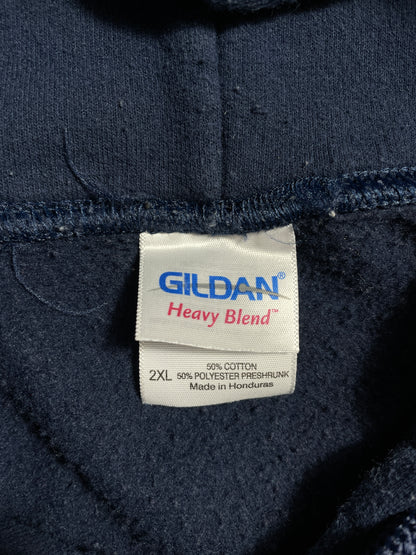 GILDAN®
Heavy Blend™
50% COTTON
2XL 50% POLYESTER PRESHRUNK
Made in Honduras